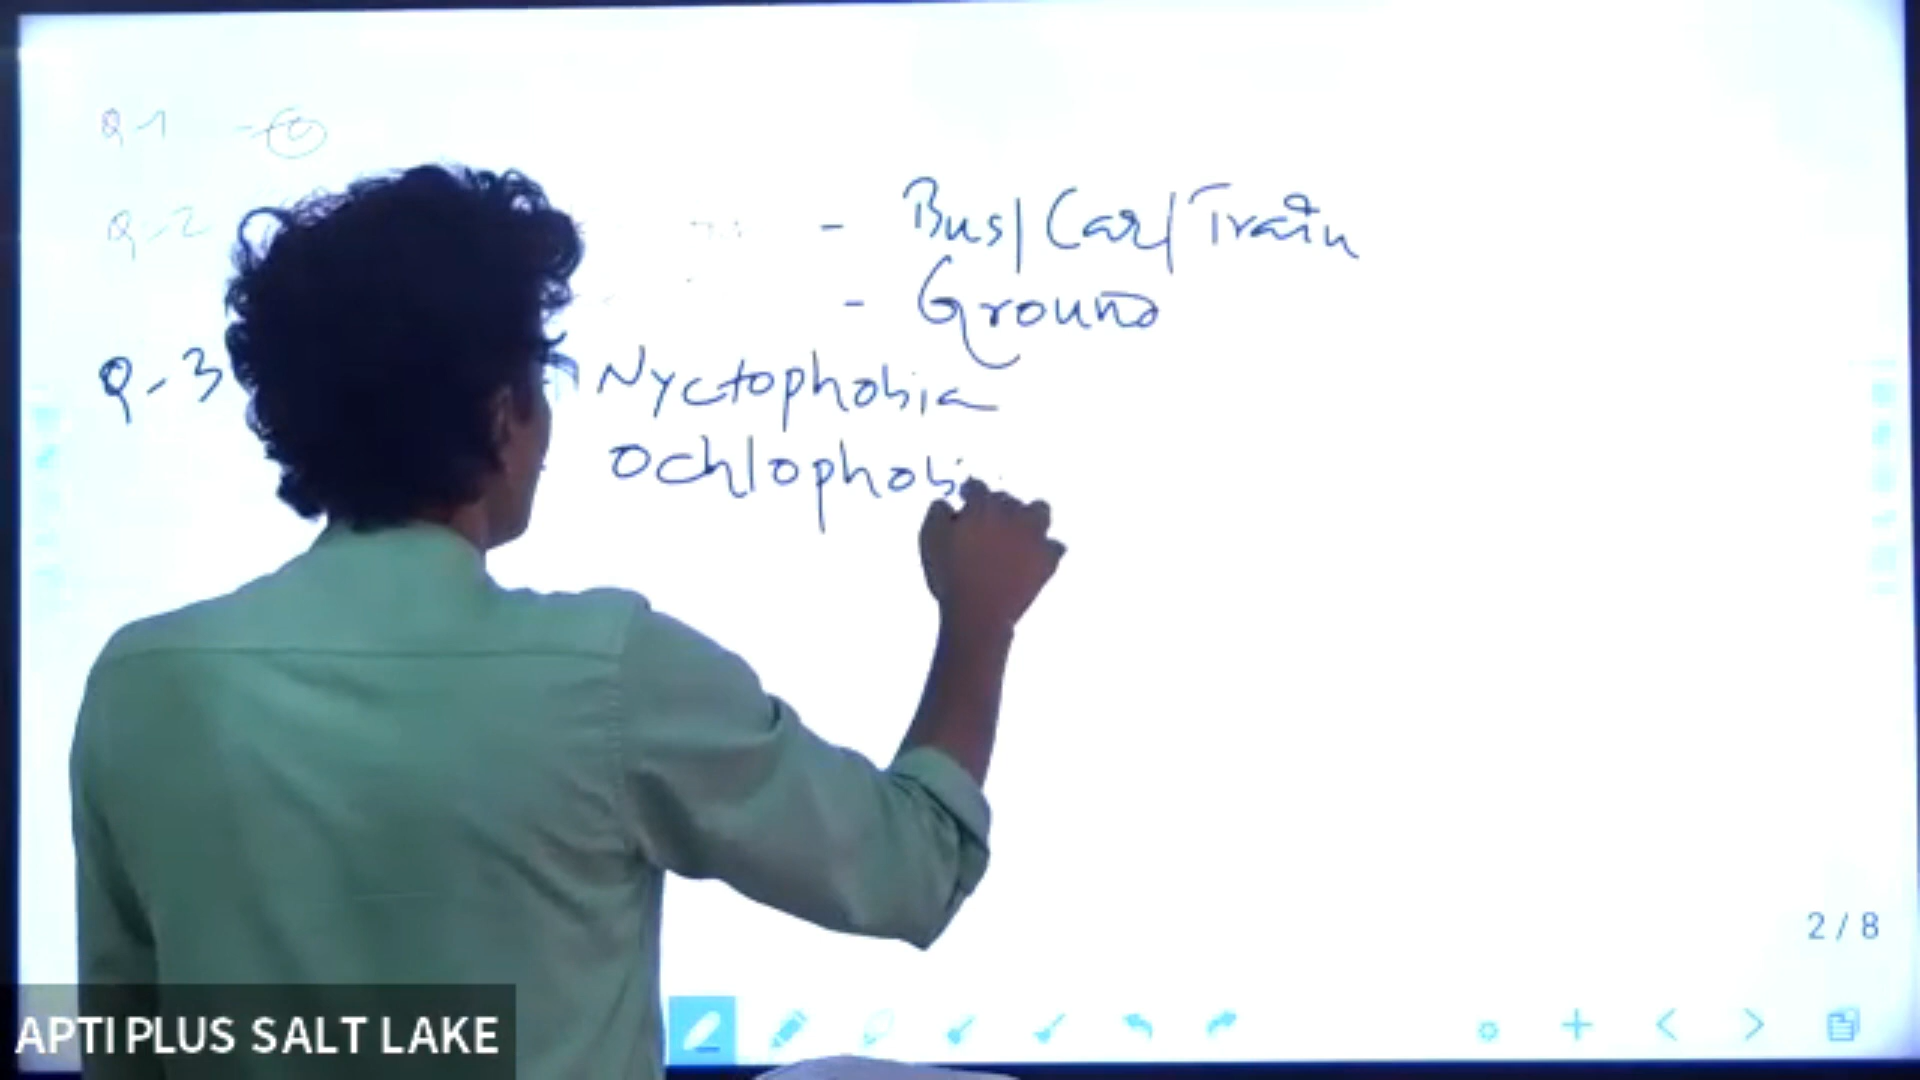 Q-1
Q-2 - Bus/Car/Train
- Ground
Q-3 Nyctophobia
Ochlophobi
2 / 8
APTI PLUS SALT LAKE